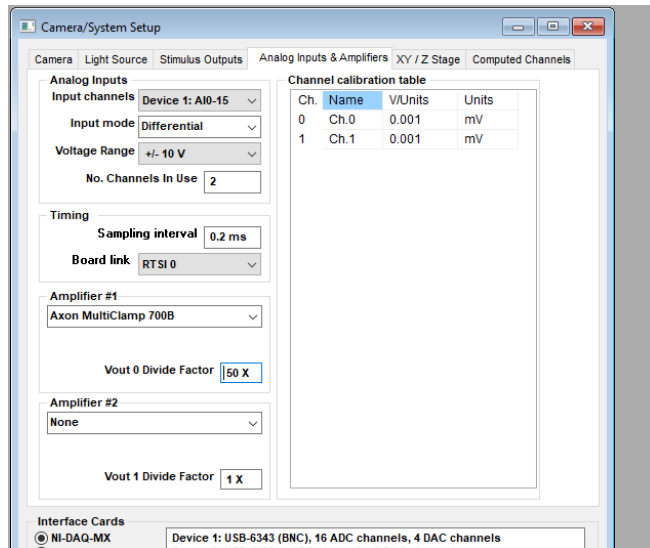 Camera/System Setup
Camera Light Source Stimulus Outputs Analog Inputs & Amplifiers XY / Z Stage Computed Channels
Analog Inputs
Input channels Device 1: AI0-15
Input mode Differential
Voltage Range +/- 10 V
No. Channels In Use 2
Timing
Sampling interval 0.2 ms
Board link RTSI 0
Amplifier #1
Axon MultiClamp 700B
Vout 0 Divide Factor 50 X
Amplifier #2
None
Vout 1 Divide Factor 1 X
Channel calibration table
Ch. Name V/Units Units
0 Ch.0 0.001 mV
1 Ch.1 0.001 mV
Interface Cards
NI-DAQ-MX Device 1: USB-6343 (BNC), 16 ADC channels, 4 DAC channels